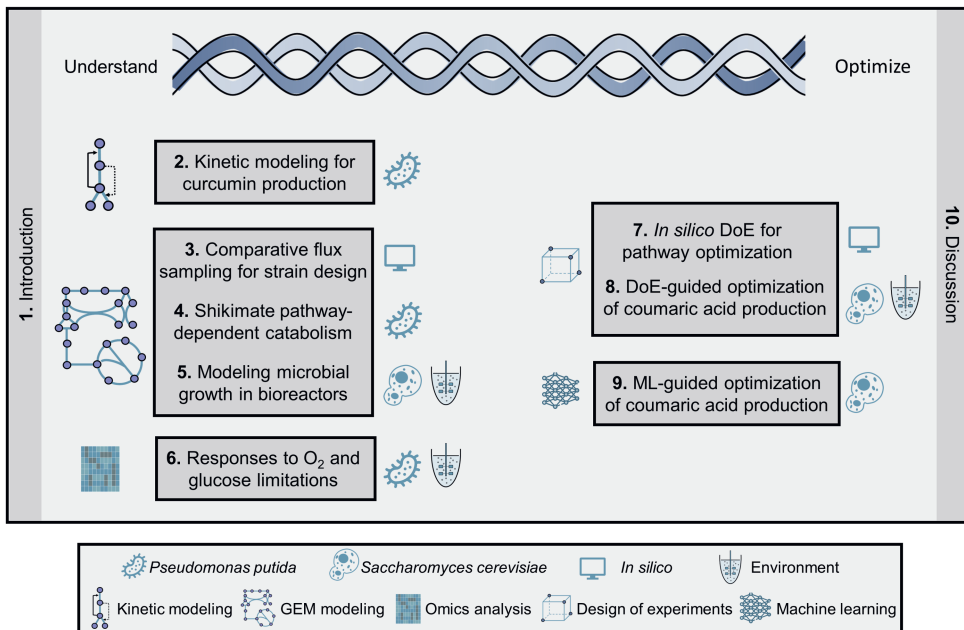 Understand
Optimize
1. Introduction
2. Kinetic modeling for
curcumin production
3. Comparative flux
sampling for strain design
4. Shikimate pathway-
dependent catabolism
5. Modeling microbial
growth in bioreactors
6. Responses to O₂ and
glucose limitations
7. In silico DoE for
pathway optimization
8. DoE-guided optimization
of coumaric acid production
9. ML-guided optimization
of coumaric acid production
10. Discussion
Pseudomonas putida
Saccharomyces cerevisiae
In silico
Environment
Kinetic modeling
GEM modeling
Omics analysis
Design of experiments
Machine learning